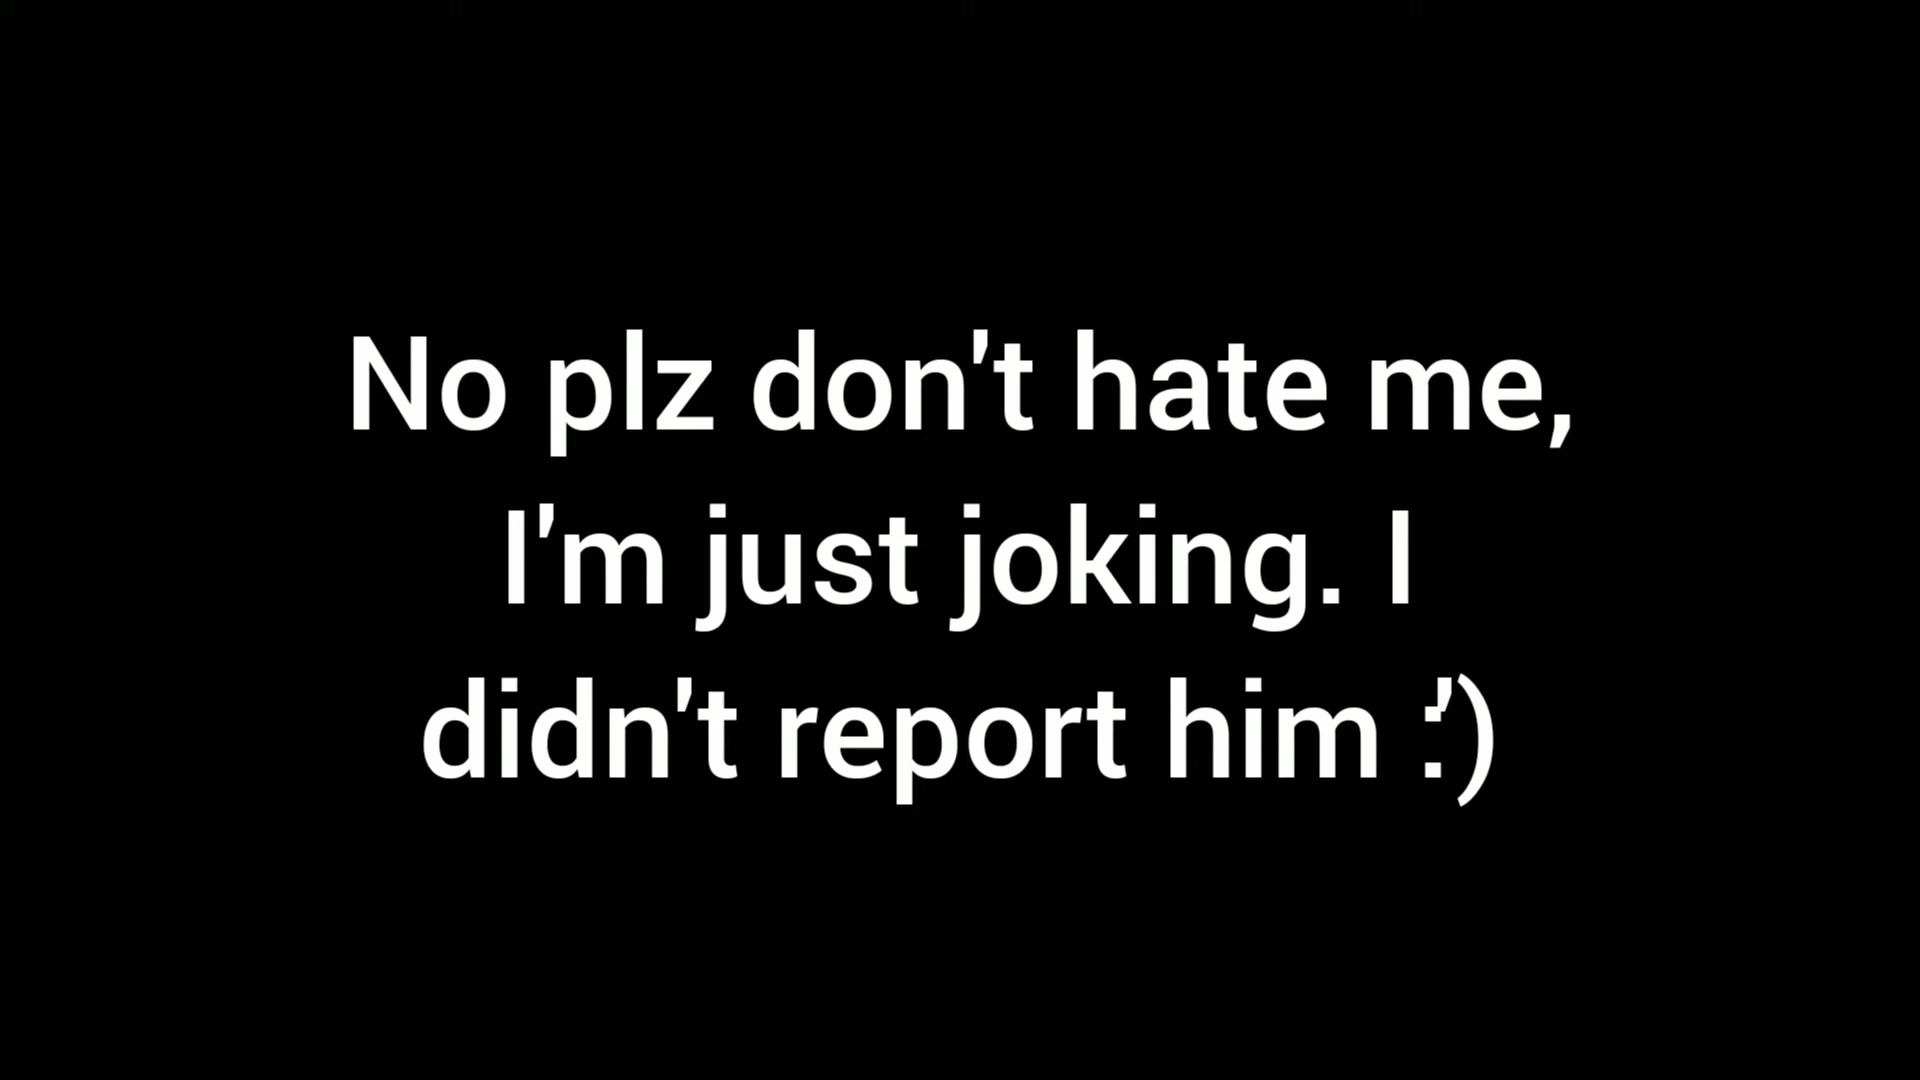 No plz don't hate me,
I'm just joking. I
didn't report him :')